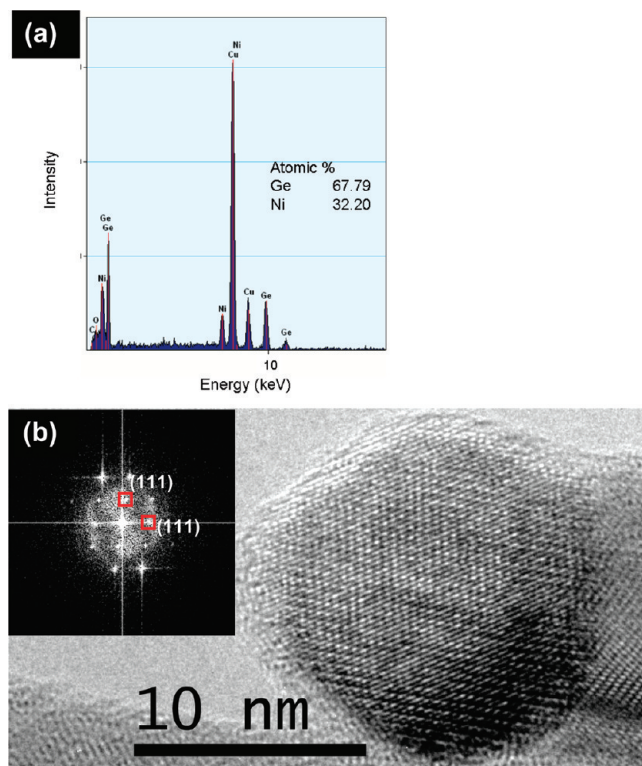 (a)
Ni
Cu
Intensity
Atomic %
Ge 67.79
Ni 32.20
Ge
Ge
Ni
O
C
Ni
Cu
Ge
Ge
10
Energy (keV)
(b)
(111)
(111)
10 nm